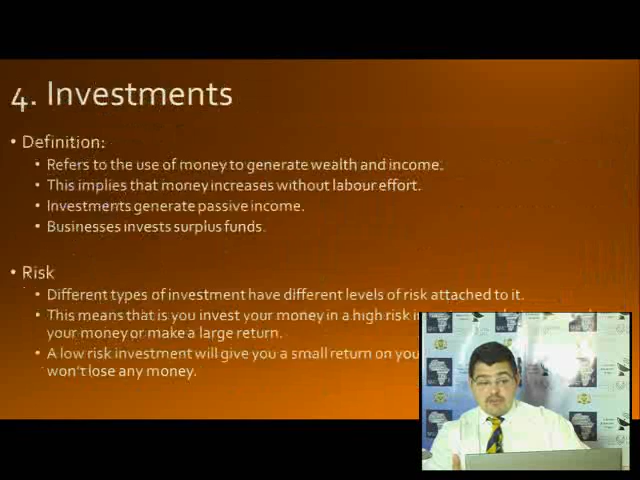 4. Investments
• Definition:
• Refers to the use of money to generate wealth and income.
• This implies that money increases without labour effort.
• Investments generate passive income.
• Businesses invests surplus funds.
• Risk
• Different types of investment have different levels of risk attached to it.
• This means that is you invest your money in a high risk
your money or make a large return.
• A low risk investment will give you a small return on
won't lose any money.